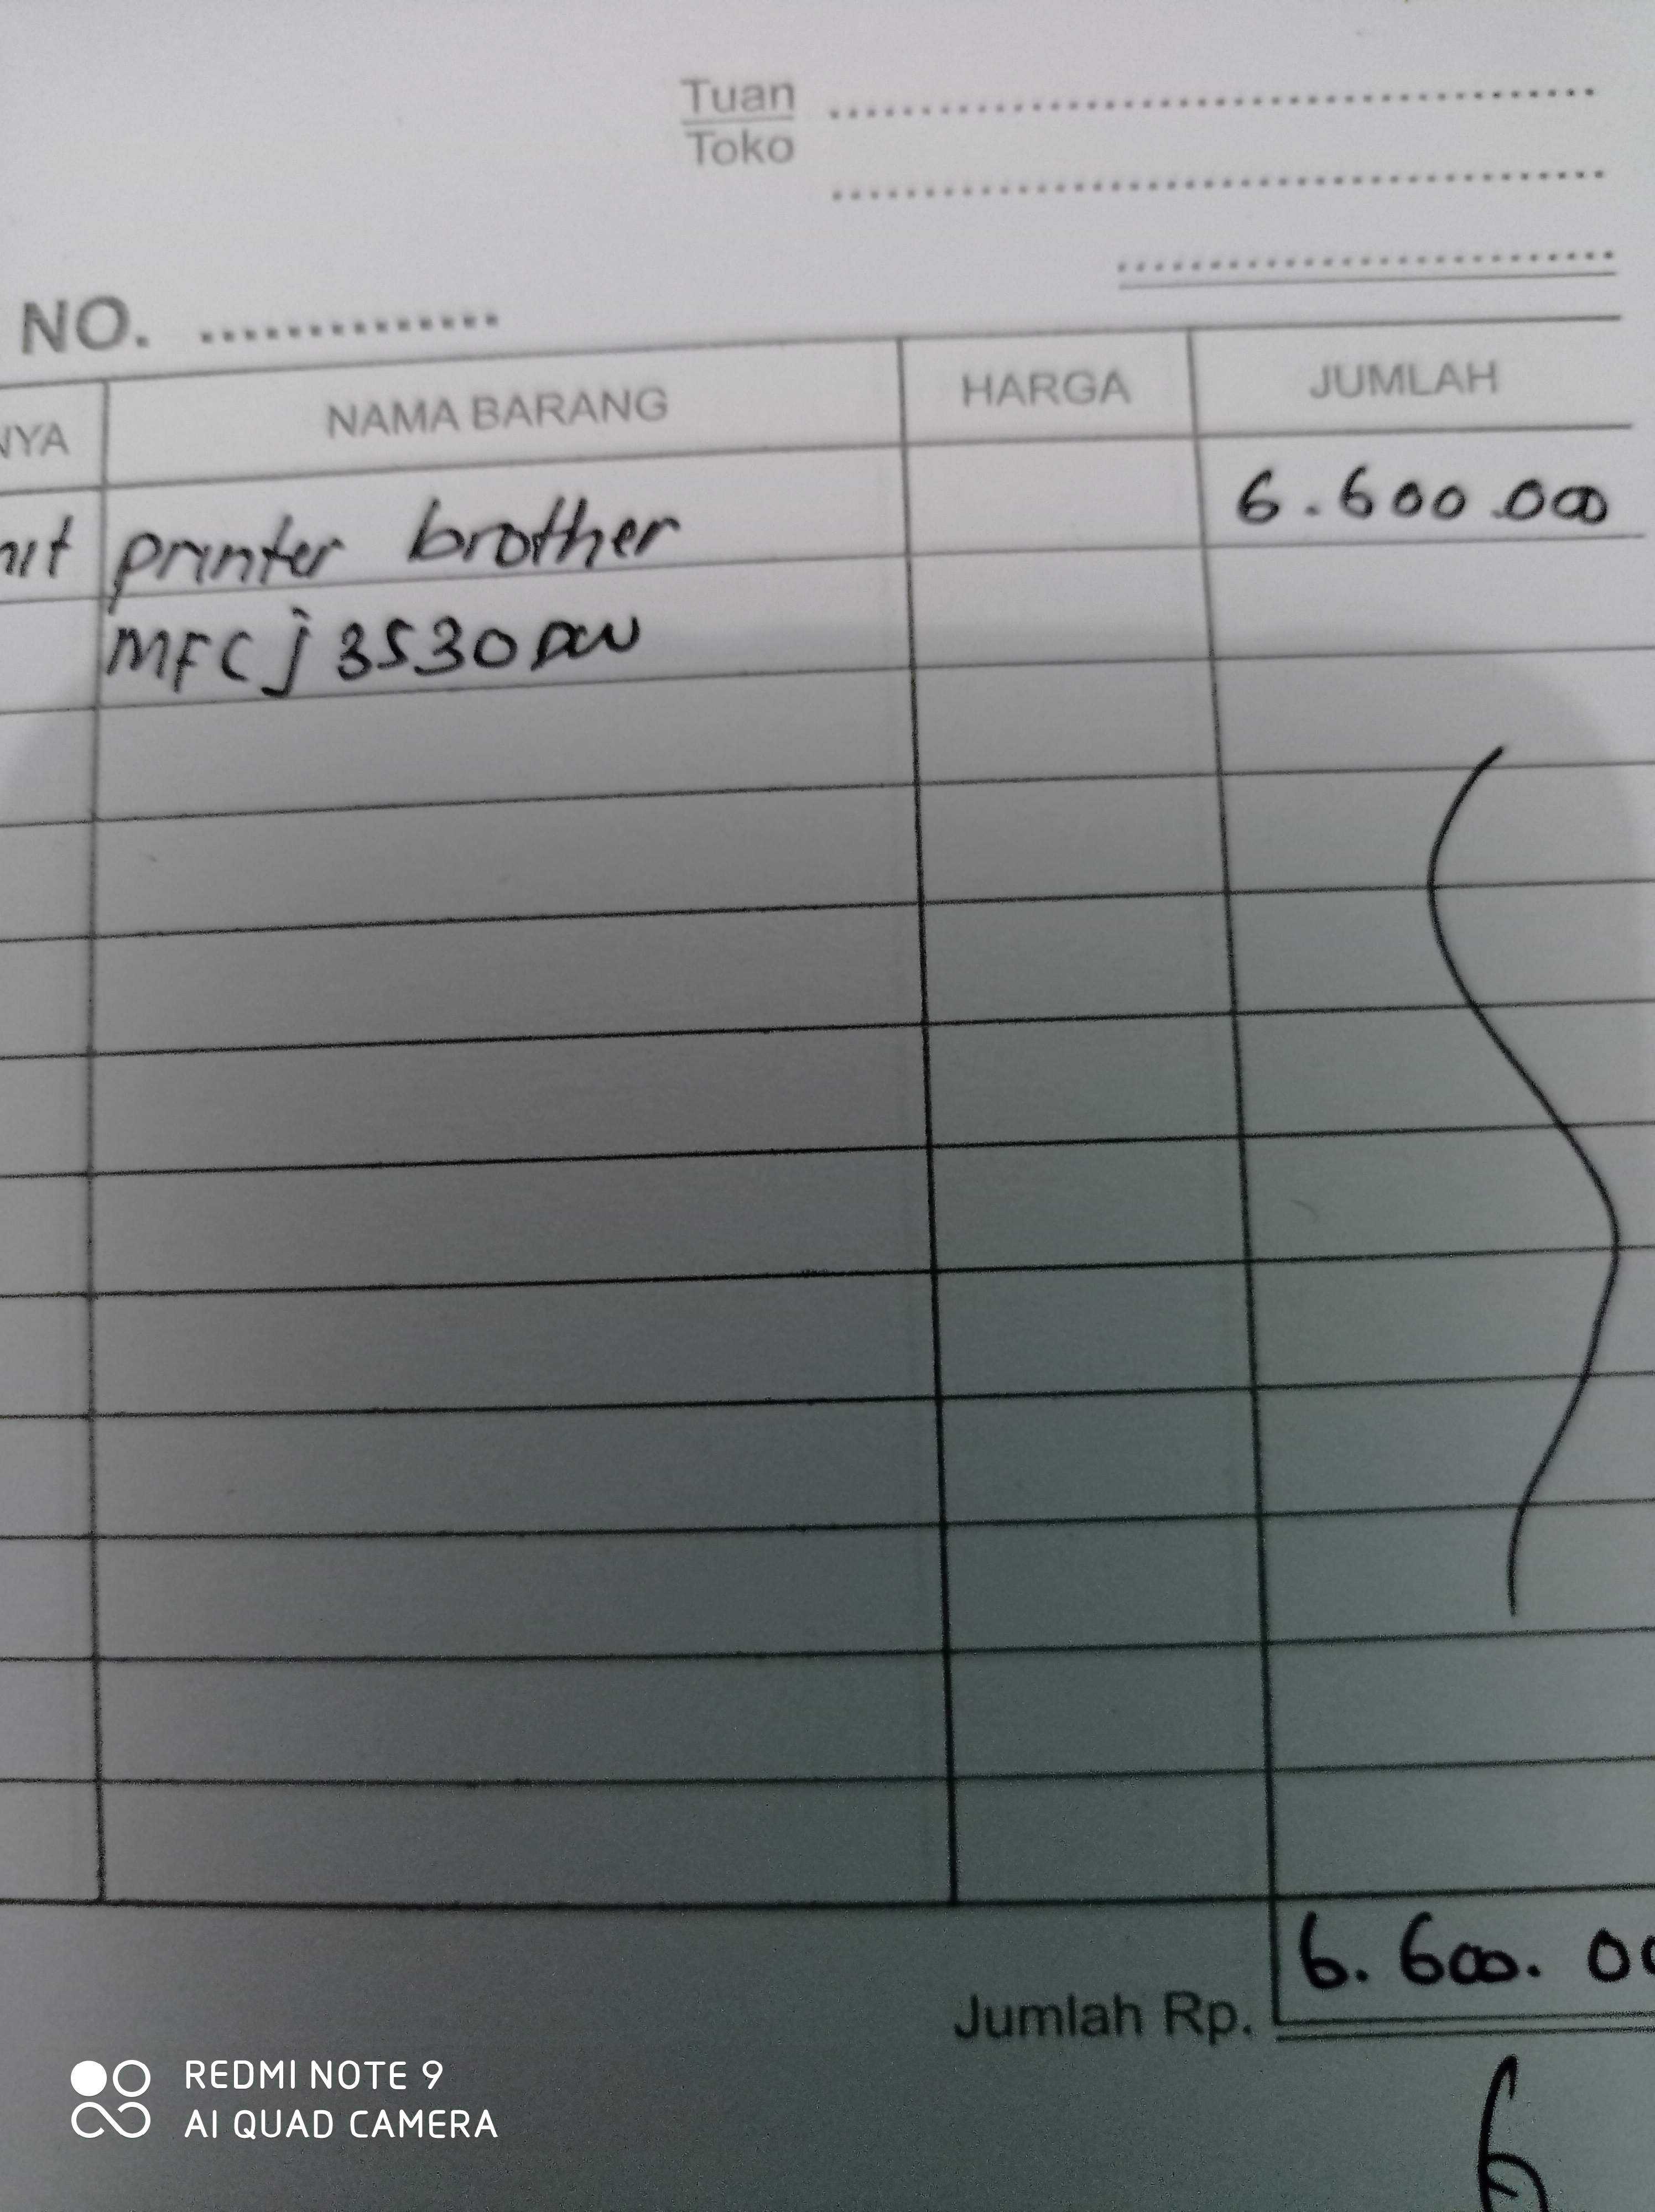 Tuan
Toko
NO.
NYA NAMA BARANG HARGA JUMLAH
nit printer brother 6.600.000
MFC j 3530 DW
Jumlah Rp. 6.600.00
REDMI NOTE 9
AI QUAD CAMERA